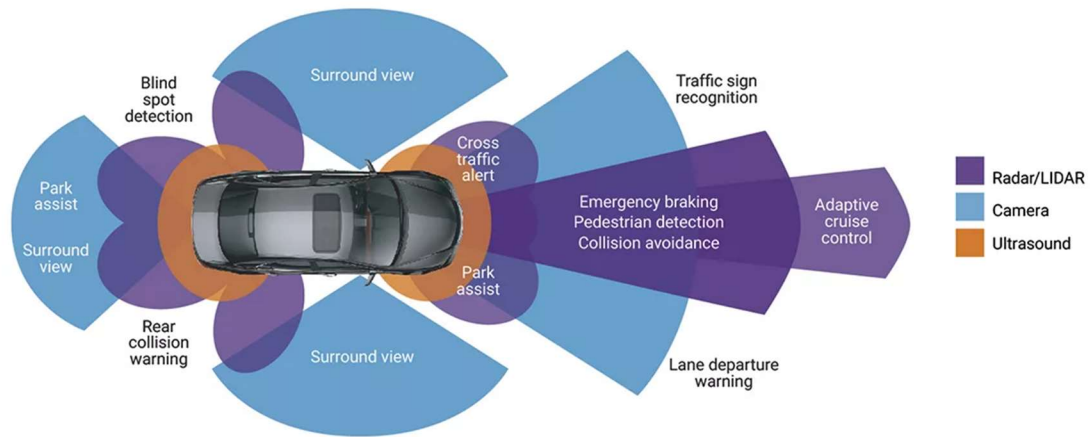 Surround view
Blind
spot
detection
Traffic sign
recognition
Cross
traffic
alert
Park
assist
Surround
view
Emergency braking
Pedestrian detection
Collision avoidance
Adaptive
cruise
control
Radar/LIDAR
Camera
Ultrasound
Park
assist
Rear
collision
warning
Surround view
Lane departure
warning